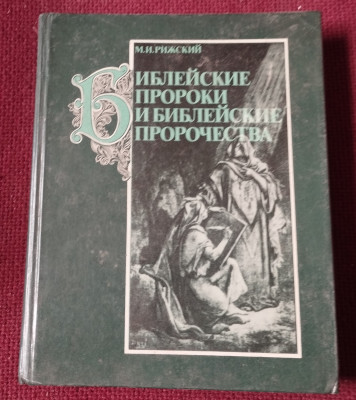 М.И.РИЖСКИЙ
БИБЛЕЙСКИЕ
ПРОРОКИ
И БИБЛЕЙСКИЕ
ПРОРОЧЕСТВА